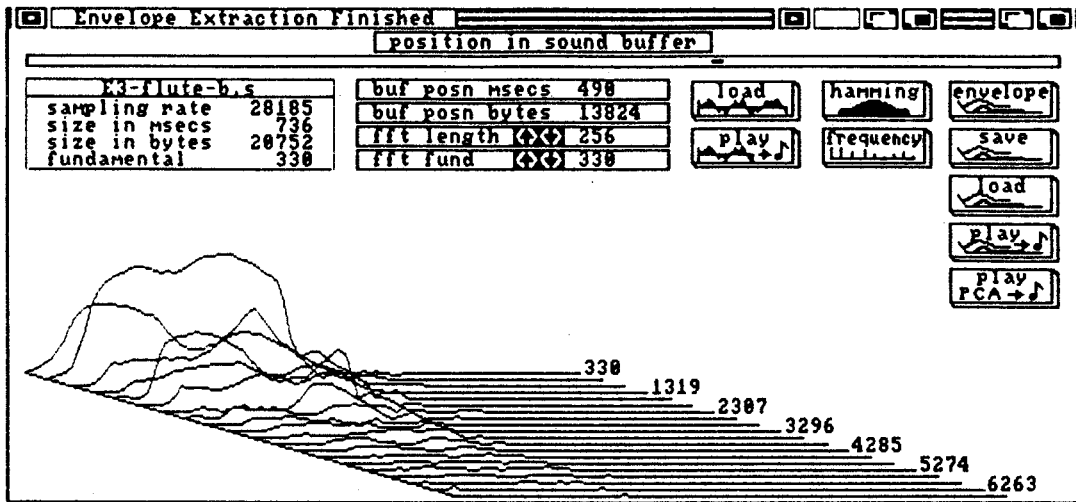 Envelope Extraction Finished
position in sound buffer
E3-flute-b.s
sampling rate 28185
size in msecs 736
size in bytes 20752
fundamental 330
buf posn msecs 490
buf posn bytes 13824
fft length 256
fft fund 330
load
play
hamming
frequency
envelope
save
load
play
play
PCA
330
1319
2307
3296
4285
5274
6263